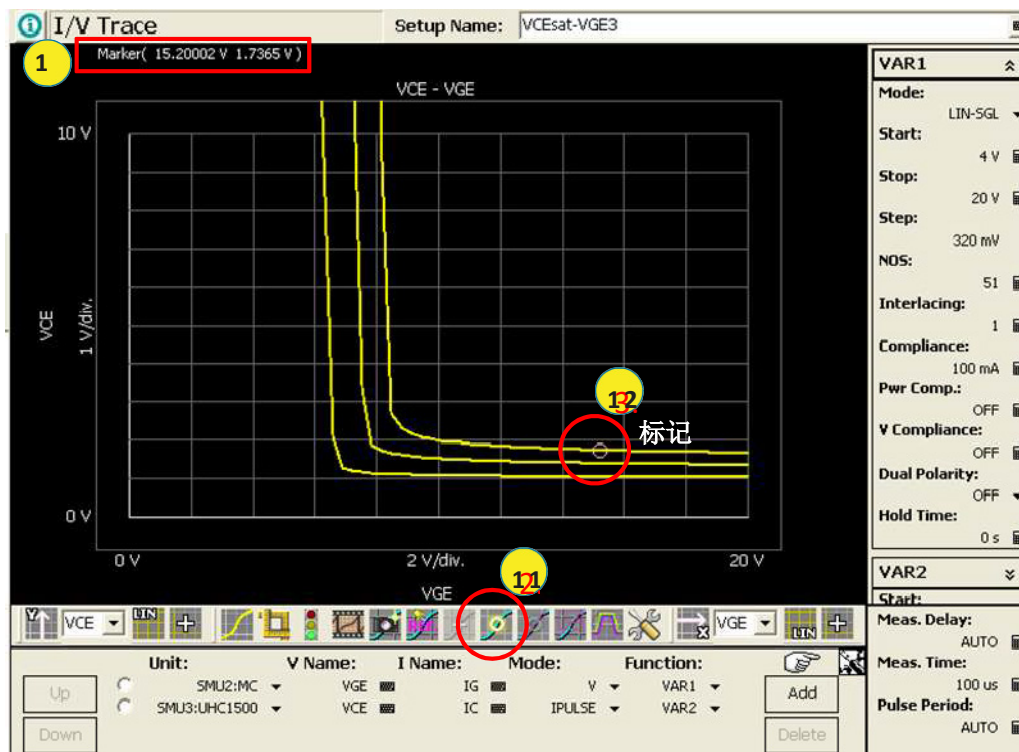 I/V Trace
Setup Name:
VCEsat-VGE3
1
Marker( 15.20002 V 1.7365 V )
VCE - VGE
10 V
VCE
1 V/div.
0 V
标记
0 V
2 V/div.
20 V
VGE
VAR1
Mode:
LIN-SGL
Start:
4 V
Stop:
20 V
Step:
320 mV
NOS:
51
Interlacing:
1
Compliance:
100 mA
Pwr Comp.:
OFF
V Compliance:
OFF
Dual Polarity:
OFF
Hold Time:
0 s
VAR2
Start:
Y
VCE
LIN
X
VGE
LIN
Meas. Delay:
AUTO
Meas. Time:
100 us
Pulse Period:
AUTO
Unit:
V Name:
I Name:
Mode:
Function:
Up
SMU2:MC
VGE
IG
V
VAR1
Add
SMU3:UHC1500
VCE
IC
IPULSE
VAR2
Down
Delete